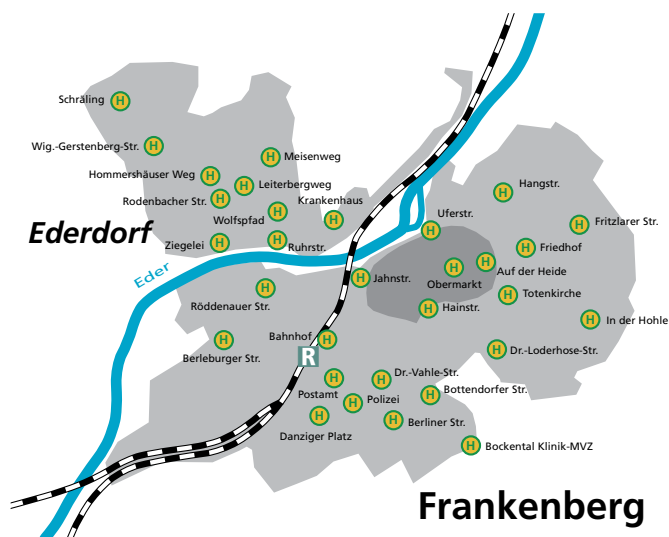 Schräling
H
Wig.-Gerstenberg-Str.
H
H
Meisenweg
Hommershäuser Weg
H
H
Leiterbergweg
Hangstr.
H
Rodenbacher Str.
H
Krankenhaus
H
Wolfspfad
H
Uferstr.
H
Fritzlarer Str.
H
Ederdorf
Ziegelei
H
H
Ruhrstr.
H
Friedhof
Eder
Jahnstr.
H
H
Obermarkt
H
Auf der Heide
Röddenauer Str.
H
H
Totenkirche
Hainstr.
H
In der Hohle
H
Bahnhof
H
Berleburger Str.
H
R
Dr.-Loderhose-Str.
H
Postamt
H
Dr.-Vahle-Str.
H
Bottendorfer Str.
H
Polizei
H
Danziger Platz
H
Berliner Str.
H
H
Bockental Klinik-MVZ
Frankenberg